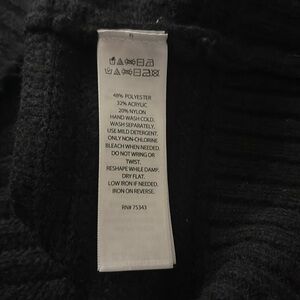 48% POLYESTER
32% ACRYLIC
20% NYLON
HAND WASH COLD.
WASH SEPARATELY.
USE MILD DETERGENT,
ONLY NON-CHLORINE
BLEACH WHEN NEEDED.
DO NOT WRING OR
TWIST.
RESHAPE WHILE DAMP.
DRY FLAT.
LOW IRON IF NEEDED.
IRON ON REVERSE.
RN# 75343